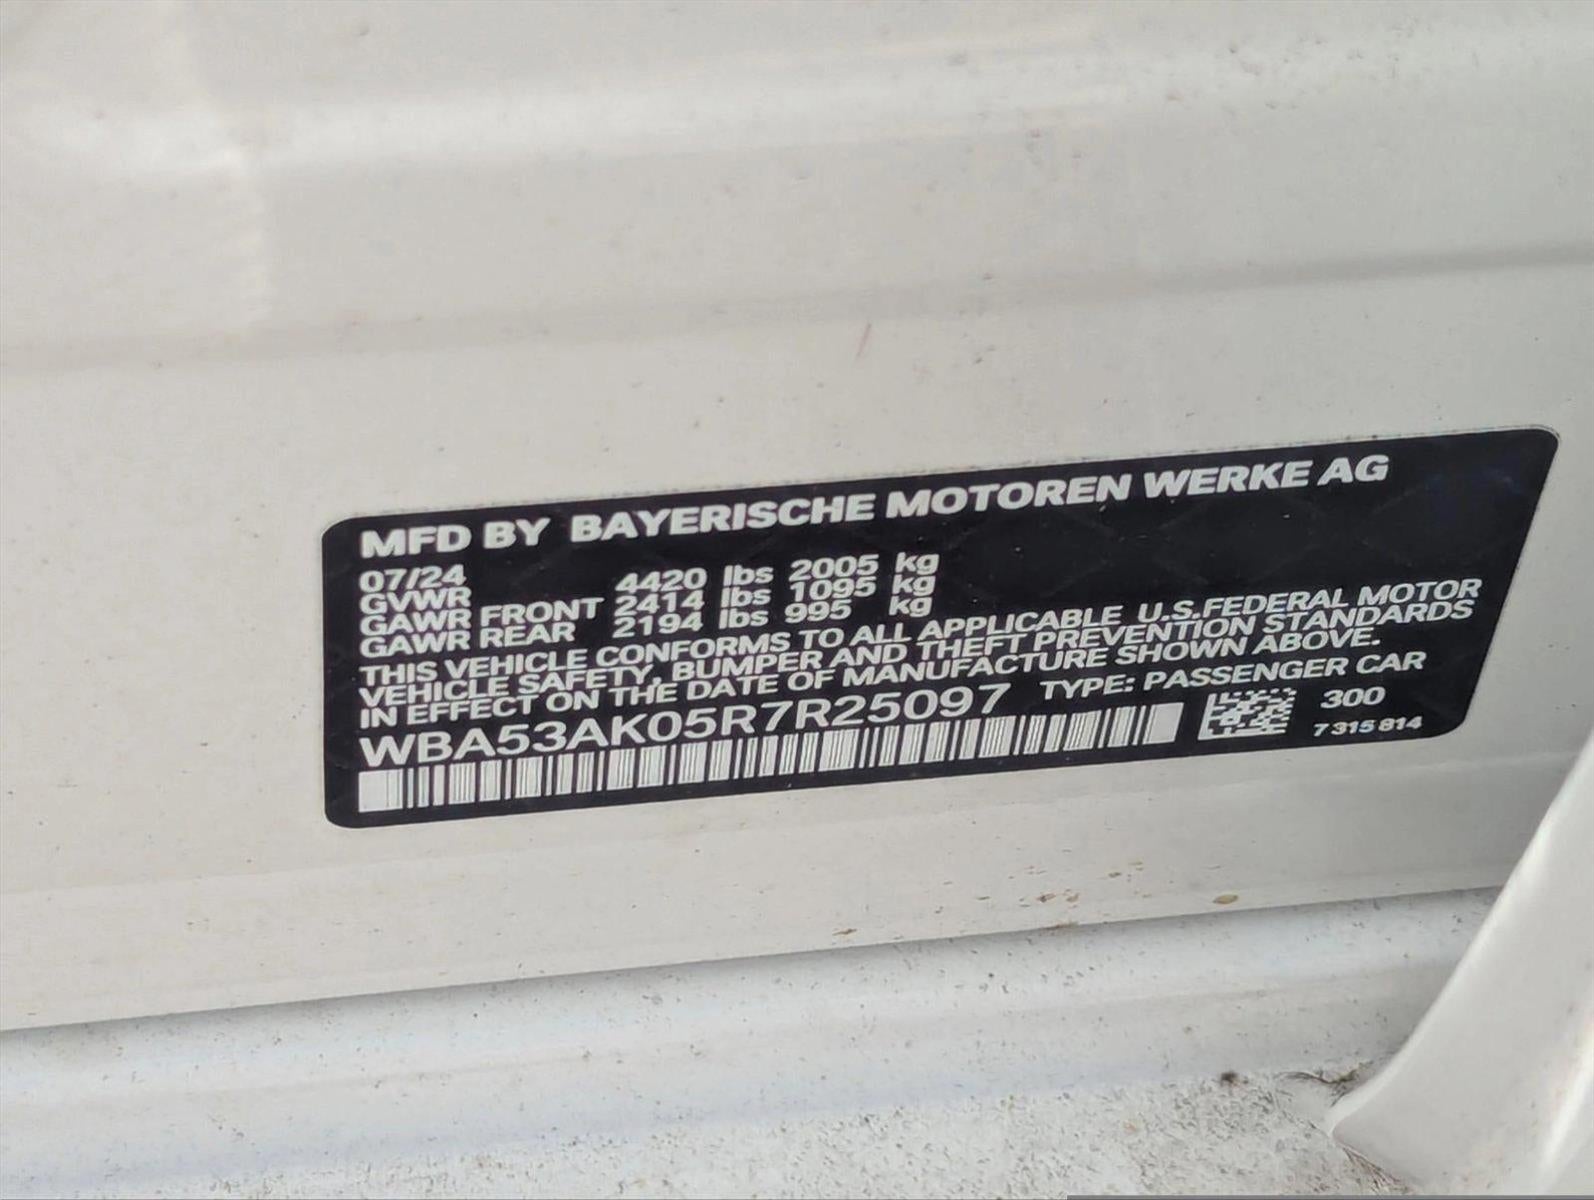 MFD BY BAYERISCHE MOTOREN WERKE AG
07/24
GVWR 4420 lbs 2005 kg
GAWR FRONT 2414 lbs 1095 kg
GAWR REAR 2194 lbs 995 kg
THIS VEHICLE CONFORMS TO ALL APPLICABLE U.S.FEDERAL MOTOR
VEHICLE SAFETY, BUMPER AND THEFT PREVENTION STANDARDS
IN EFFECT ON THE DATE OF MANUFACTURE SHOWN ABOVE.
WBA53AK05R7R25097 TYPE: PASSENGER CAR
300
7 315 814